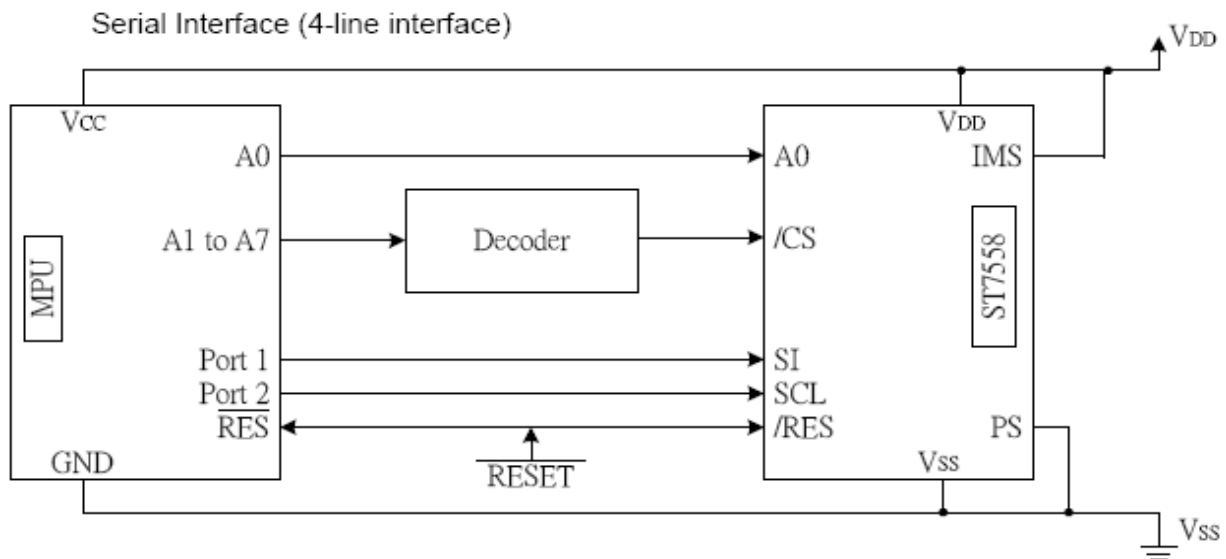 Serial Interface (4-line interface)
VDD
VCC
VDD
A0
A0
IMS
A1 to A7
Decoder
/CS
MPU
ST7558
Port 1
SI
Port 2
SCL
RES
/RES
PS
GND
RESET
VSS
VSS